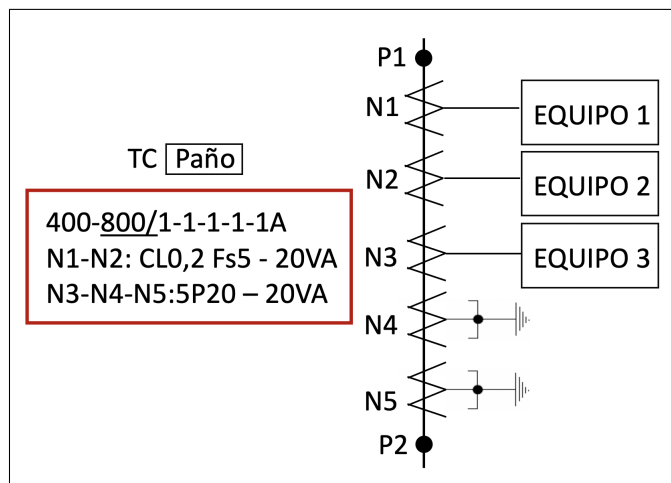 P1
N1
EQUIPO 1
TC Paño
N2
EQUIPO 2
400-800/1-1-1-1-1A
N1-N2: CL0,2 Fs5 - 20VA
N3
EQUIPO 3
N3-N4-N5:5P20 – 20VA
N4
N5
P2